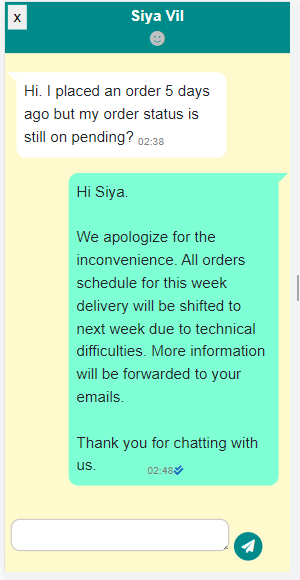 x
Siya Vil
Hi. I placed an order 5 days
ago but my order status is
still on pending? 02:38
Hi Siya.
We apologize for the
inconvenience. All orders
schedule for this week
delivery will be shifted to
next week due to technical
difficulties. More information
will be forwarded to your
emails.
Thank you for chatting with
us. 02:48